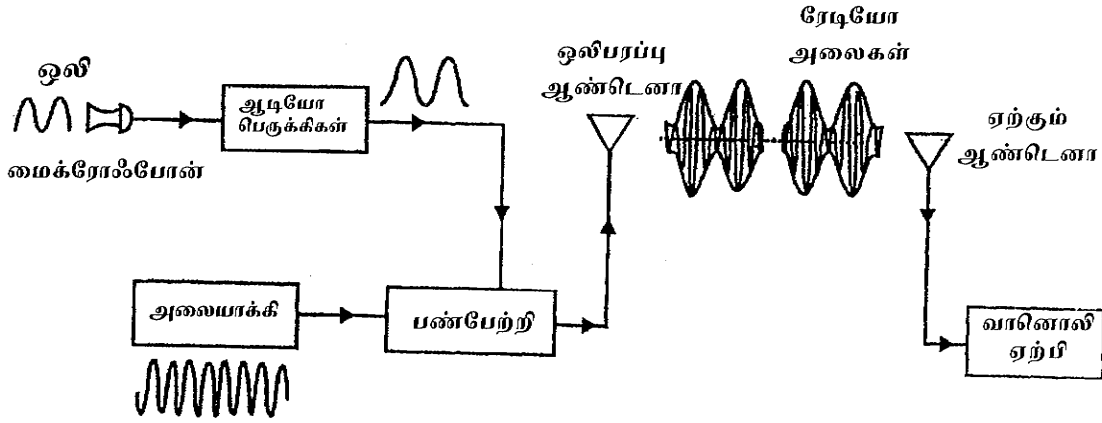 ஒலி
மைக்ரோஃபோன்
ஆடியோ
பெருக்கிகள்
அலையாக்கி
பண்பேற்றி
ஒலிபரப்பு
ஆண்டெனா
ரேடியோ
அலைகள்
ஏற்கும்
ஆண்டெனா
வானொலி
ஏற்பி